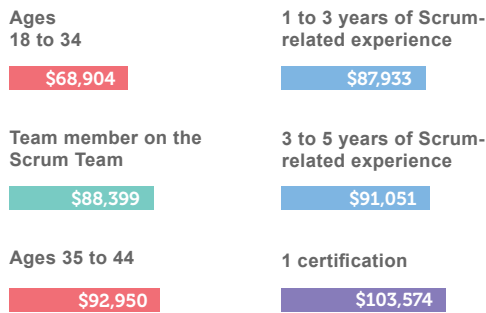 Ages
18 to 34
$68,904
Team member on the
Scrum Team
$88,399
Ages 35 to 44
$92,950
1 to 3 years of Scrum-
related experience
$87,933
3 to 5 years of Scrum-
related experience
$91,051
1 certification
$103,574